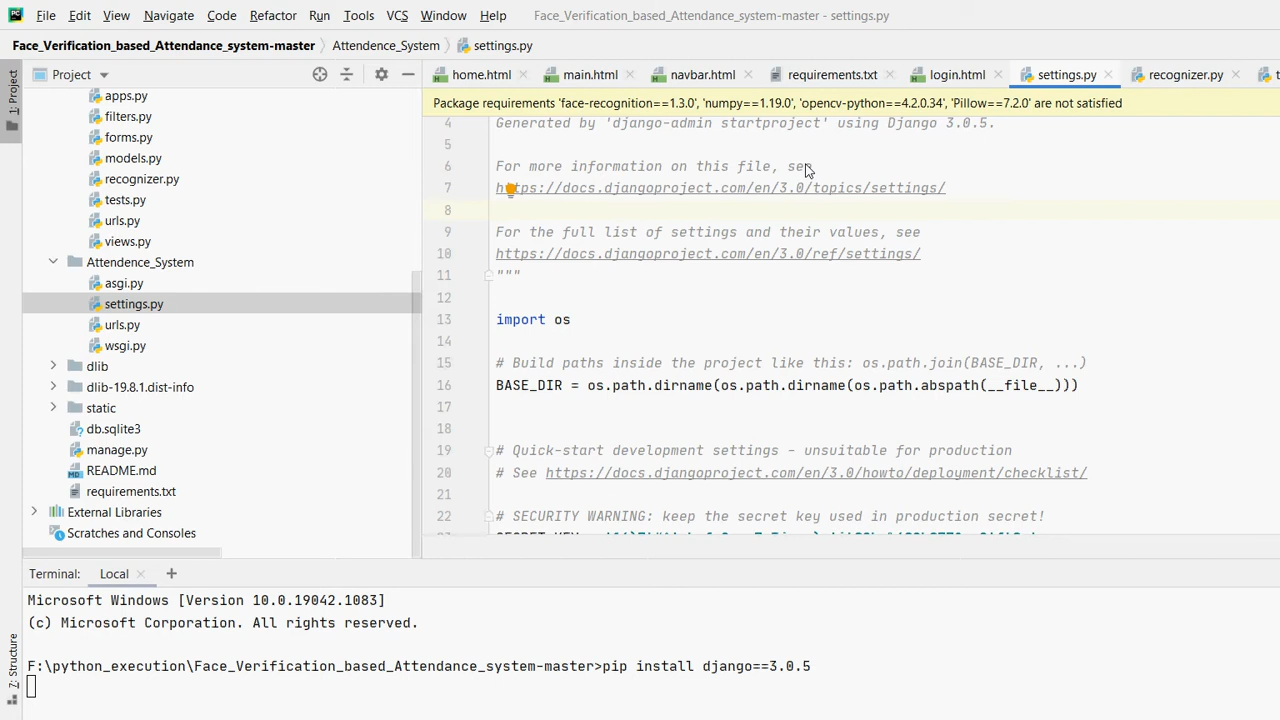 File Edit View Navigate Code Refactor Run Tools VCS Window Help Face_Verification_based_Attendance_system-master - settings.py
Face_Verification_based_Attendance_system-master Attendence_System settings.py
1: Project
Project
home.html main.html navbar.html requirements.txt login.html settings.py recognizer.py
Package requirements 'face-recognition==1.3.0', 'numpy==1.19.0', 'opencv-python==4.2.0.34', 'Pillow==7.2.0' are not satisfied
apps.py
filters.py
forms.py
models.py
recognizer.py
tests.py
urls.py
views.py
Attendence_System
asgi.py
settings.py
urls.py
wsgi.py
dlib
dlib-19.8.1.dist-info
static
db.sqlite3
manage.py
README.md
requirements.txt
External Libraries
Scratches and Consoles
4 Generated by 'django-admin startproject' using Django 3.0.5.
5
6 For more information on this file, see
7 https://docs.djangoproject.com/en/3.0/topics/settings/
8
9 For the full list of settings and their values, see
10 https://docs.djangoproject.com/en/3.0/ref/settings/
11 """
12
13 import os
14
15 # Build paths inside the project like this: os.path.join(BASE_DIR, ...)
16 BASE_DIR = os.path.dirname(os.path.dirname(os.path.abspath(__file__)))
17
18
19 # Quick-start development settings - unsuitable for production
20 # See https://docs.djangoproject.com/en/3.0/howto/deployment/checklist/
21
22 # SECURITY WARNING: keep the secret key used in production secret!
7: Structure
Terminal: Local +
Microsoft Windows [Version 10.0.19042.1083]
(c) Microsoft Corporation. All rights reserved.
F:\python_execution\Face_Verification_based_Attendance_system-master>pip install django==3.0.5